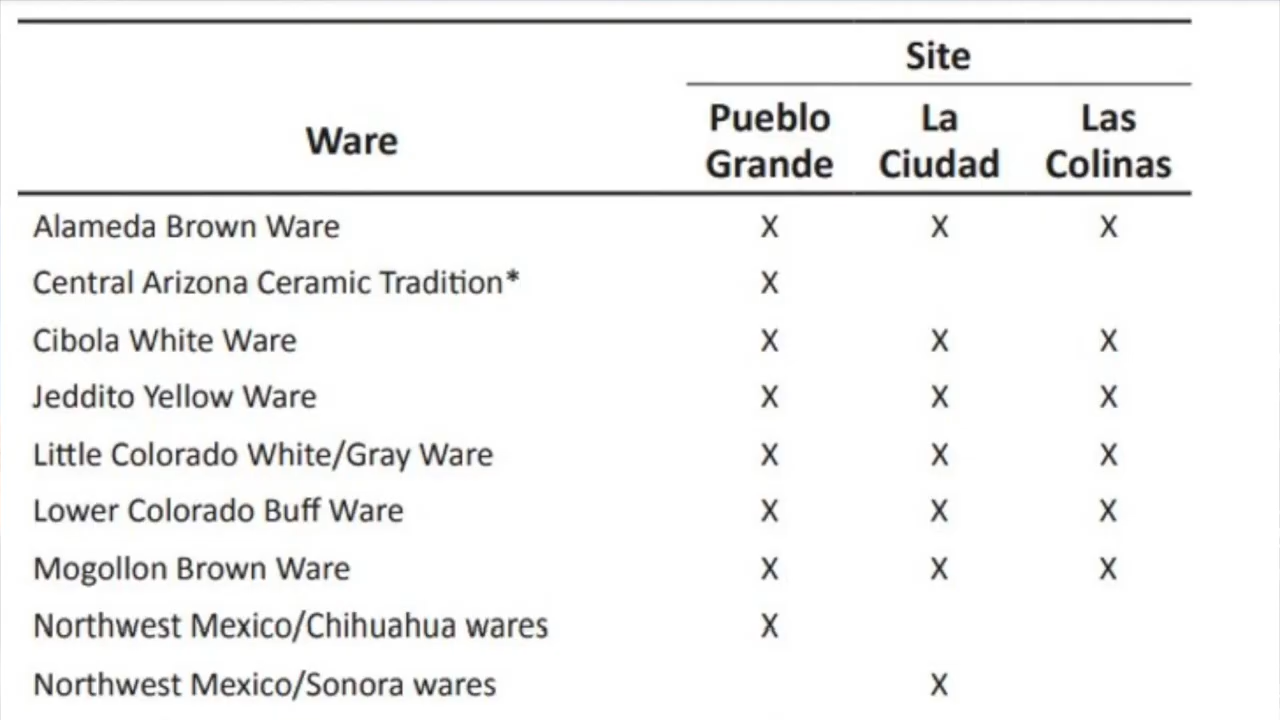 Site
Ware Pueblo Grande La Ciudad Las Colinas
Alameda Brown Ware X X X
Central Arizona Ceramic Tradition* X
Cibola White Ware X X X
Jeddito Yellow Ware X X X
Little Colorado White/Gray Ware X X X
Lower Colorado Buff Ware X X X
Mogollon Brown Ware X X X
Northwest Mexico/Chihuahua wares X
Northwest Mexico/Sonora wares X